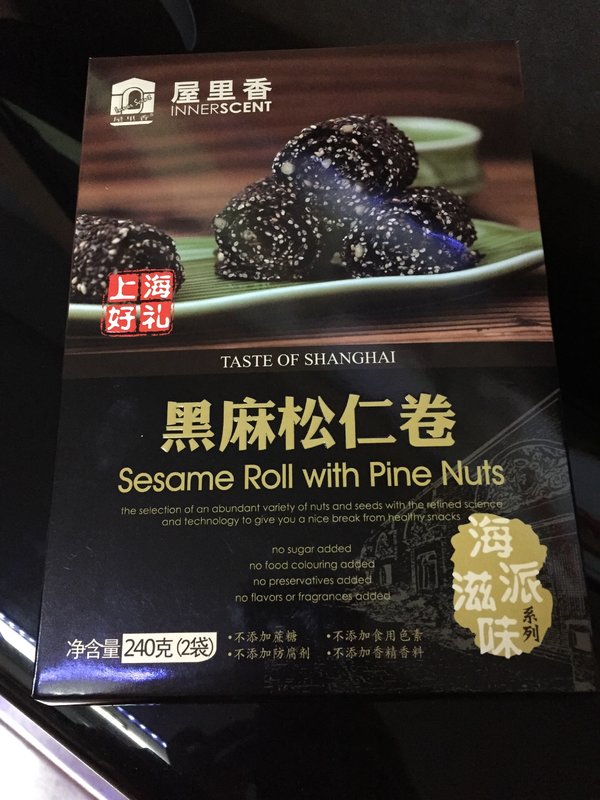 屋里香
屋里香
INNERSCENT
上海
好礼
TASTE OF SHANGHAI
黑麻松仁卷
Sesame Roll with Pine Nuts
the selection of an abundant variety of nuts and seeds with the refined science
and technology to give you a nice break from healthy snacks
no sugar added
no food colouring added
no preservatives added
no flavors or fragrances added
海派
滋味
系列
净含量 240克(2袋)
·不添加蔗糖 ·不添加食用色素
·不添加防腐剂 ·不添加香精香料